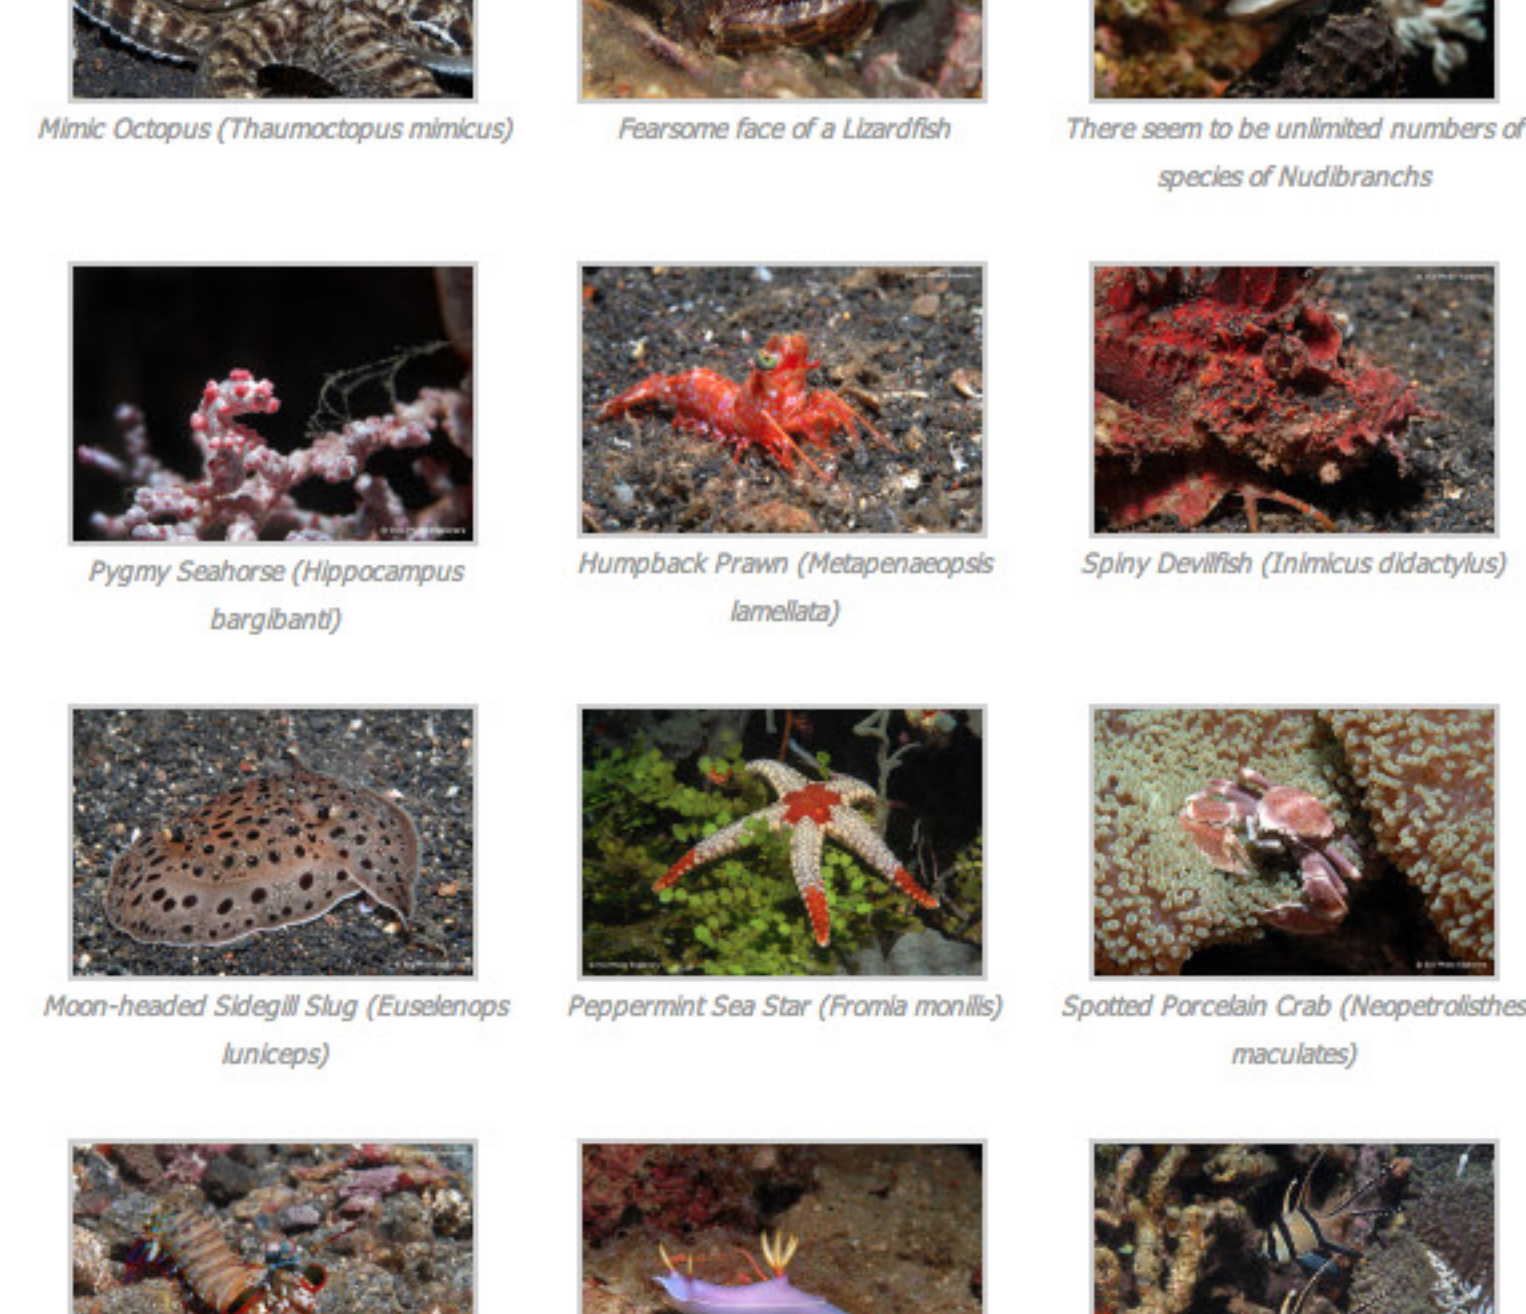 Mimic Octopus (Thaumoctopus mimicus)
Fearsome face of a Lizardfish
There seem to be unlimited numbers of
species of Nudibranchs
Pygmy Seahorse (Hippocampus
bargibanti)
Humpback Prawn (Metapenaeopsis
lamellata)
Spiny Devilfish (Inimicus didactylus)
Moon-headed Sidegill Slug (Euselenops
luniceps)
Peppermint Sea Star (Fromia monilis)
Spotted Porcelain Crab (Neopetrolisthes
maculates)